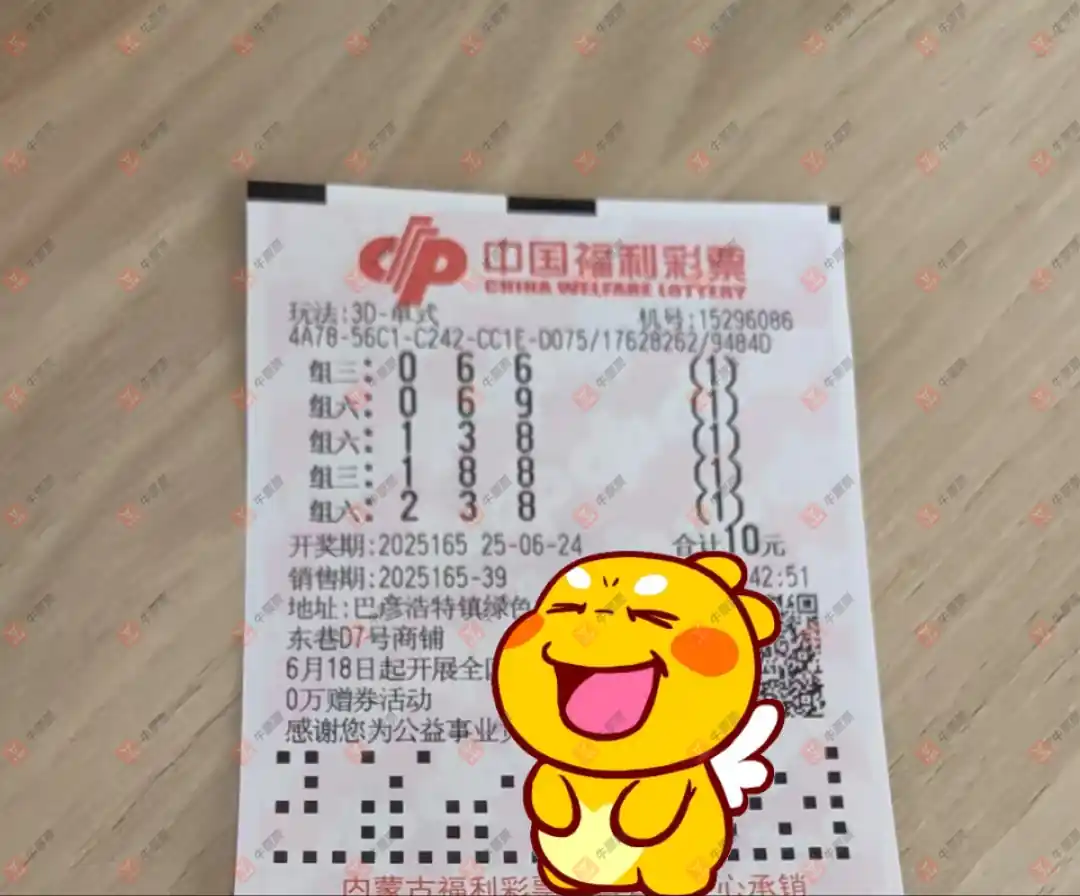 中国福利彩票
CHINA WELFARE LOTTERY
玩法:3D-单式 机号:15296086
4A78-56C1-C242-CC1E-D075/17628262/9484D
组三: 0 6 6 (1)
组六: 0 6 9 (1)
组六: 1 3 8 (1)
组三: 1 8 8 (1)
组六: 2 3 8 (1)
开奖期:2025165 25-06-24 合计10元
销售期:2025165-39 42:51
地址:巴彦浩特镇绿色
东巷D7号商铺
6月18日起开展全
0万赠券活动
感谢您为公益事业
内蒙古福利彩票 心承销